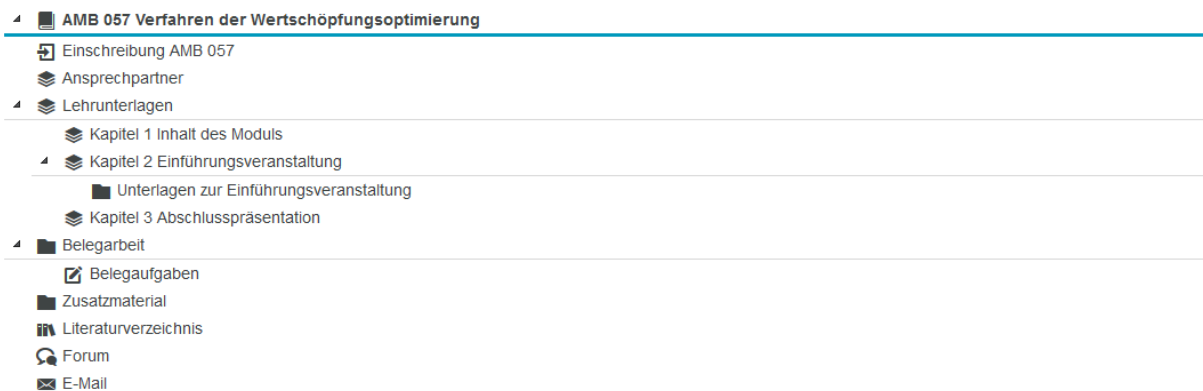 AMB 057 Verfahren der Wertschöpfungsoptimierung
Einschreibung AMB 057
Ansprechpartner
Lehrunterlagen
Kapitel 1 Inhalt des Moduls
Kapitel 2 Einführungsveranstaltung
Unterlagen zur Einführungsveranstaltung
Kapitel 3 Abschlusspräsentation
Belegarbeit
Belegaufgaben
Zusatzmaterial
Literaturverzeichnis
Forum
E-Mail